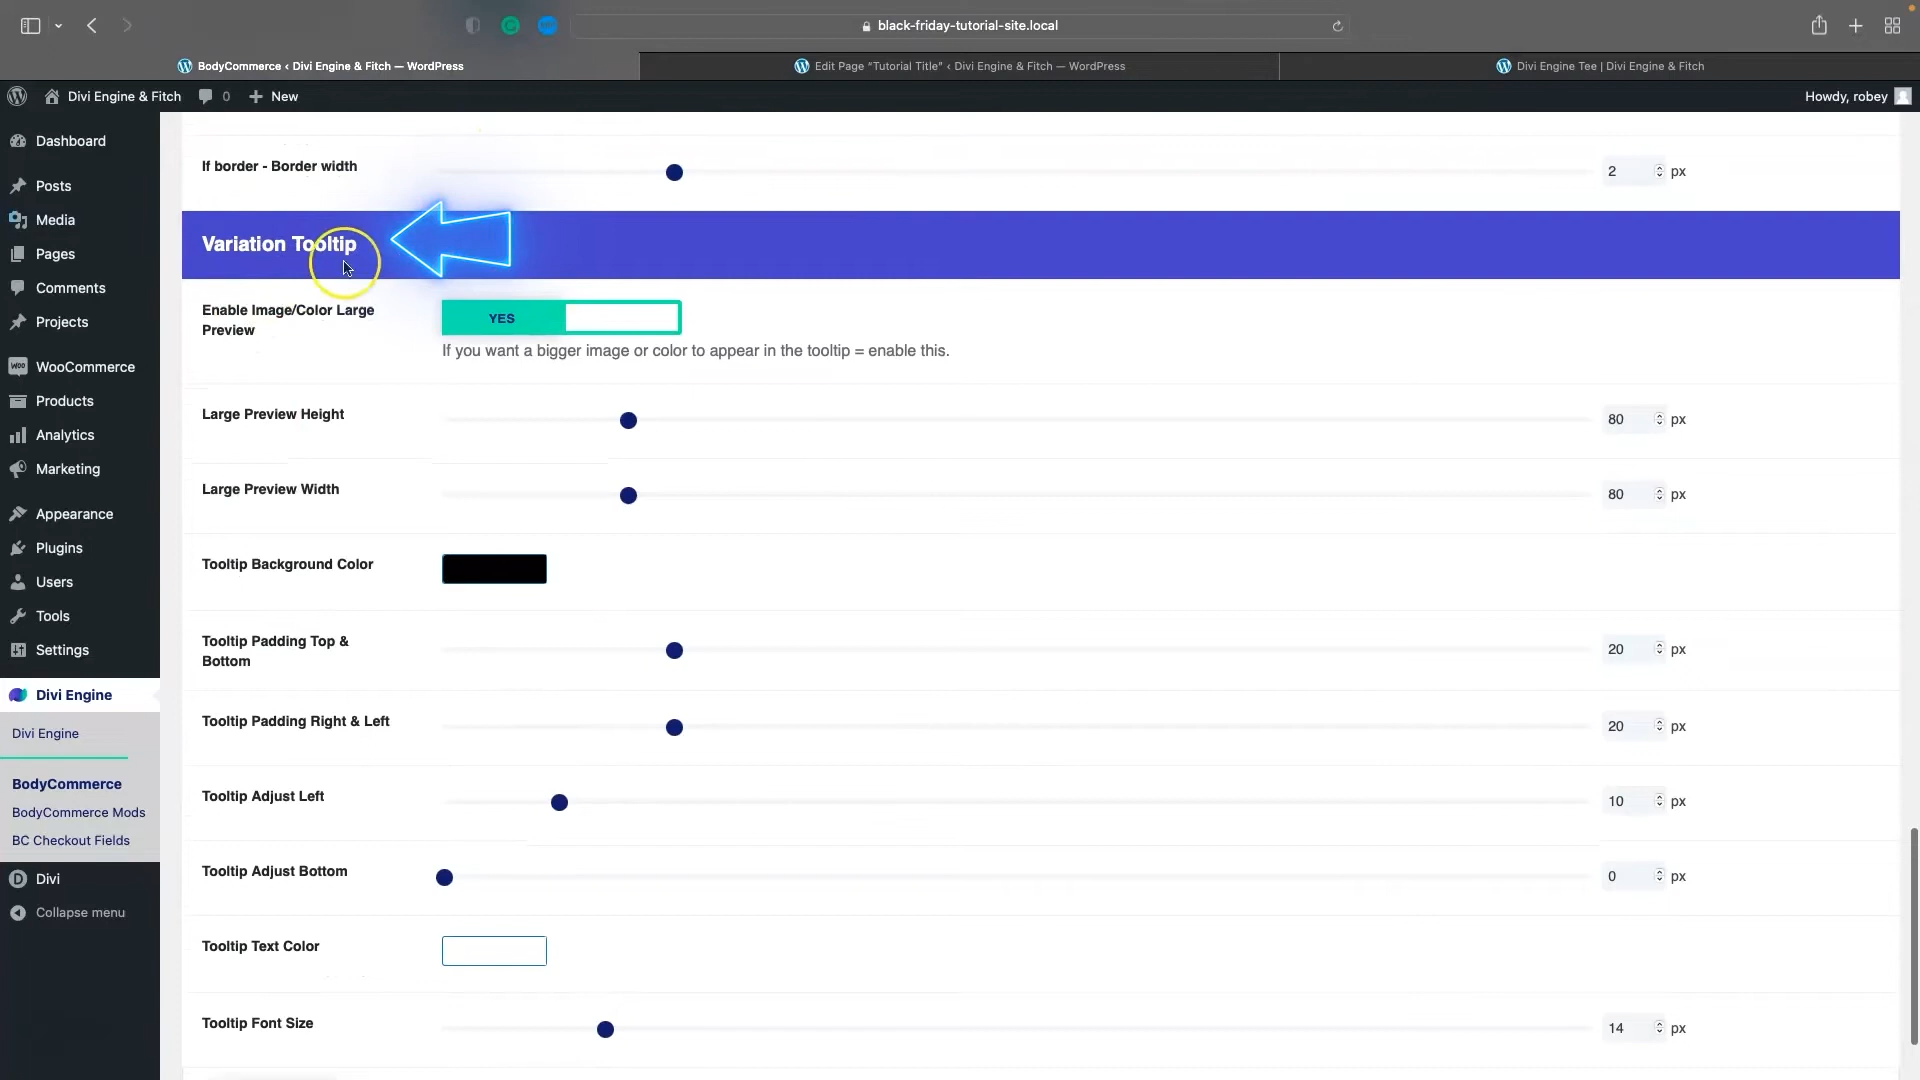 black-friday-tutorial-site.local
BodyCommerce ‹ Divi Engine & Fitch — WordPress
Edit Page "Tutorial Title" ‹ Divi Engine & Fitch — WordPress
Divi Engine Tee | Divi Engine & Fitch
Divi Engine & Fitch
0
New
Howdy, robey
Dashboard
Posts
Media
Pages
Comments
Projects
WooCommerce
Products
Analytics
Marketing
Appearance
Plugins
Users
Tools
Settings
Divi Engine
Divi Engine
BodyCommerce
BodyCommerce Mods
BC Checkout Fields
Divi
Collapse menu
If border - Border width
2 px
Variation Tooltip
Enable Image/Color Large
Preview
YES
If you want a bigger image or color to appear in the tooltip = enable this.
Large Preview Height
80 px
Large Preview Width
80 px
Tooltip Background Color
Tooltip Padding Top &
Bottom
20 px
Tooltip Padding Right & Left
20 px
Tooltip Adjust Left
10 px
Tooltip Adjust Bottom
0 px
Tooltip Text Color
Tooltip Font Size
14 px